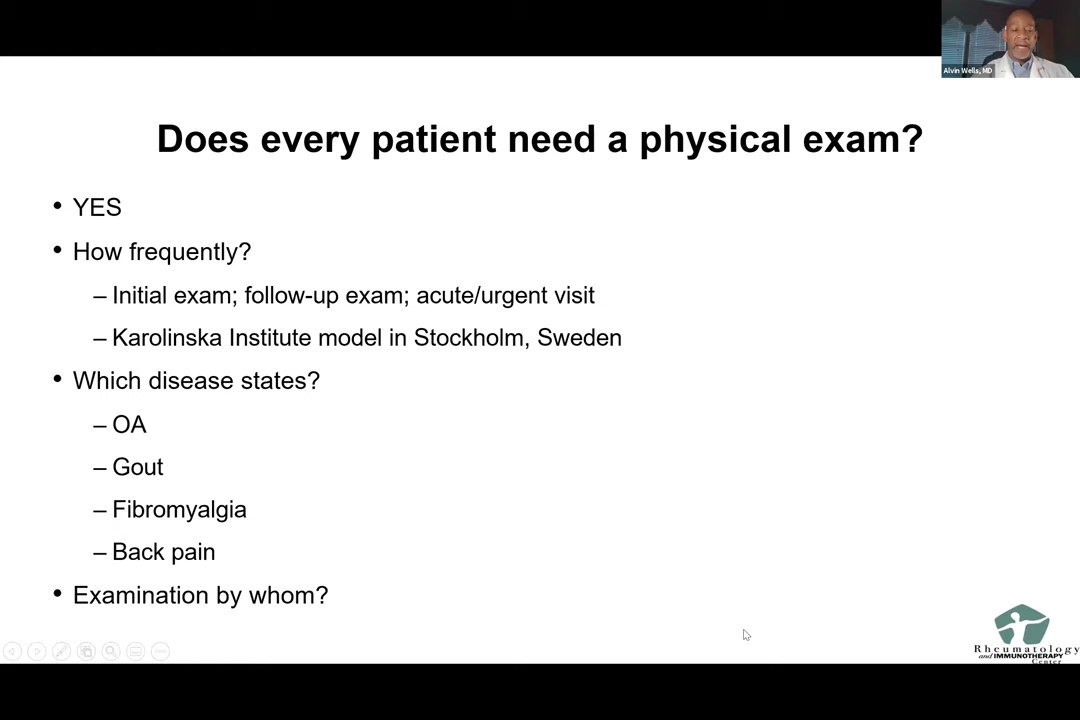 Alvin Wells, MD
Does every patient need a physical exam?
• YES
• How frequently?
– Initial exam; follow-up exam; acute/urgent visit
– Karolinska Institute model in Stockholm, Sweden
• Which disease states?
– OA
– Gout
– Fibromyalgia
– Back pain
• Examination by whom?
Rheumatology
and IMMUNOTHERAPY
Center